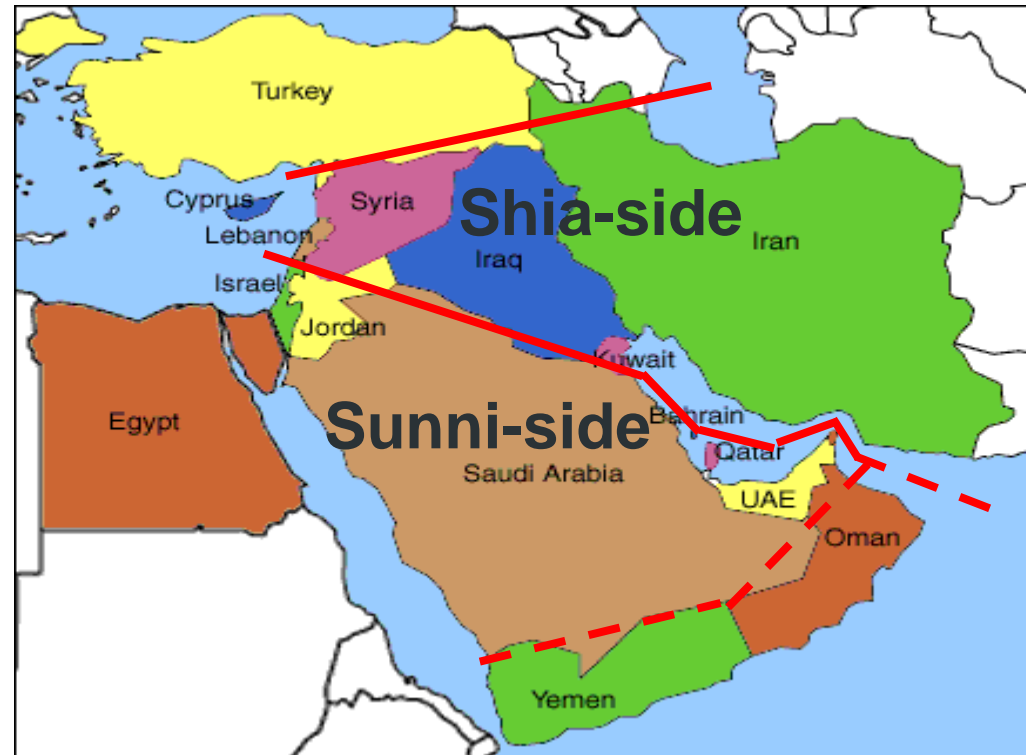 Turkey
Cyprus
Syria
Shia-side
Lebanon
Iran
Iraq
Israel
Jordan
Kuwait
Egypt
Sunni-side
Bahrain
Qatar
Saudi Arabia
UAE
Oman
Yemen